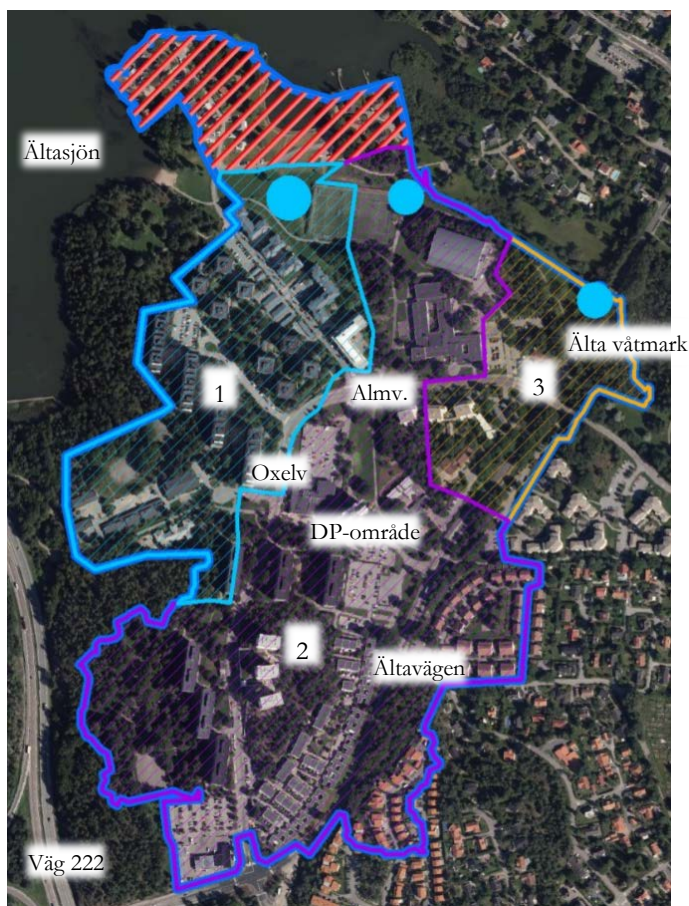 Ältasjön
Älta våtmark
1
Almv.
3
Oxelv
DP-område
2
Ältavägen
Väg 222